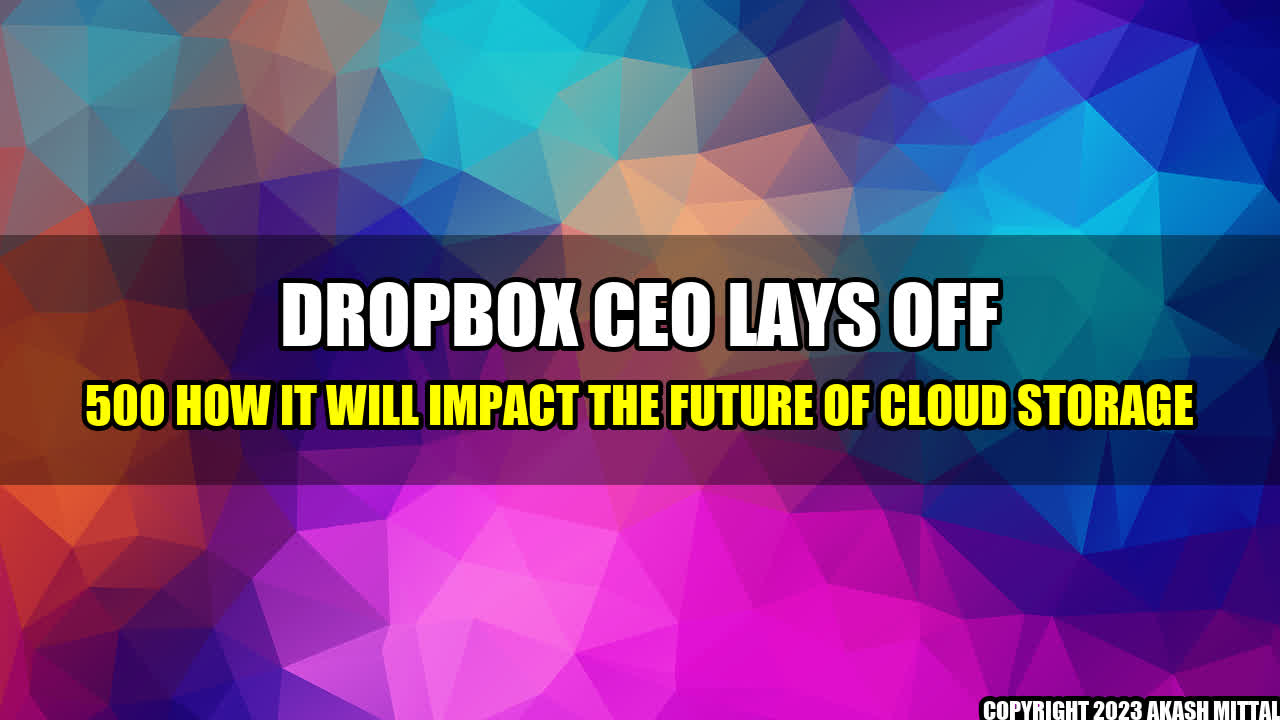 DROPBOX CEO LAYS OFF
500 HOW IT WILL IMPACT THE FUTURE OF CLOUD STORAGE
COPYRIGHT 2023 AKASH MITTAL